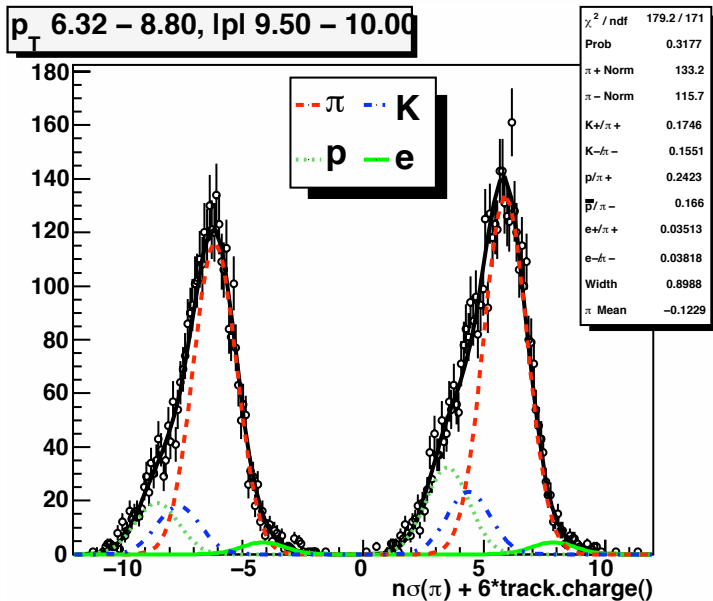 p_T 6.32 – 8.80, |p| 9.50 – 10.00
χ² / ndf 179.2 / 171
Prob 0.3177
π+ Norm 133.2
π− Norm 115.7
K+/π+ 0.1746
K−/π− 0.1551
p/π+ 0.2423
p̅/π− 0.166
e+/π+ 0.03513
e−/π− 0.03818
Width 0.8988
π Mean −0.1229
π K
p e
180
160
140
120
100
80
60
40
20
0
−10 −5 0 5 10
nσ(π) + 6*track.charge()